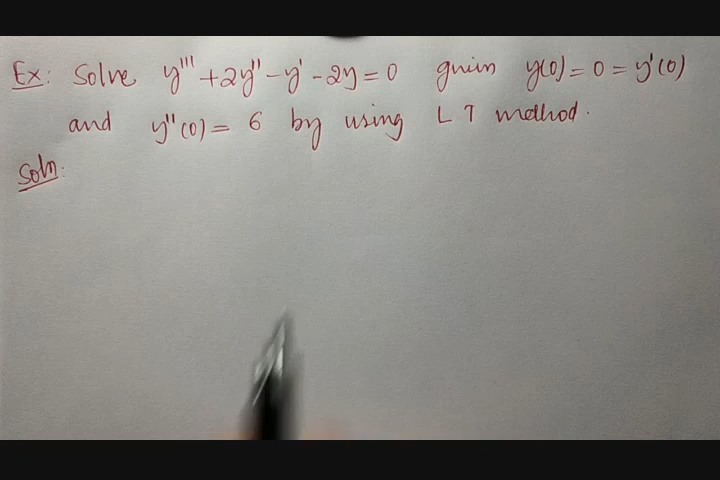 Ex: Solve y''' + 2y'' - y' - 2y = 0 given y(0) = 0 = y'(0)
and y''(0) = 6 by using L T method.
Soln: